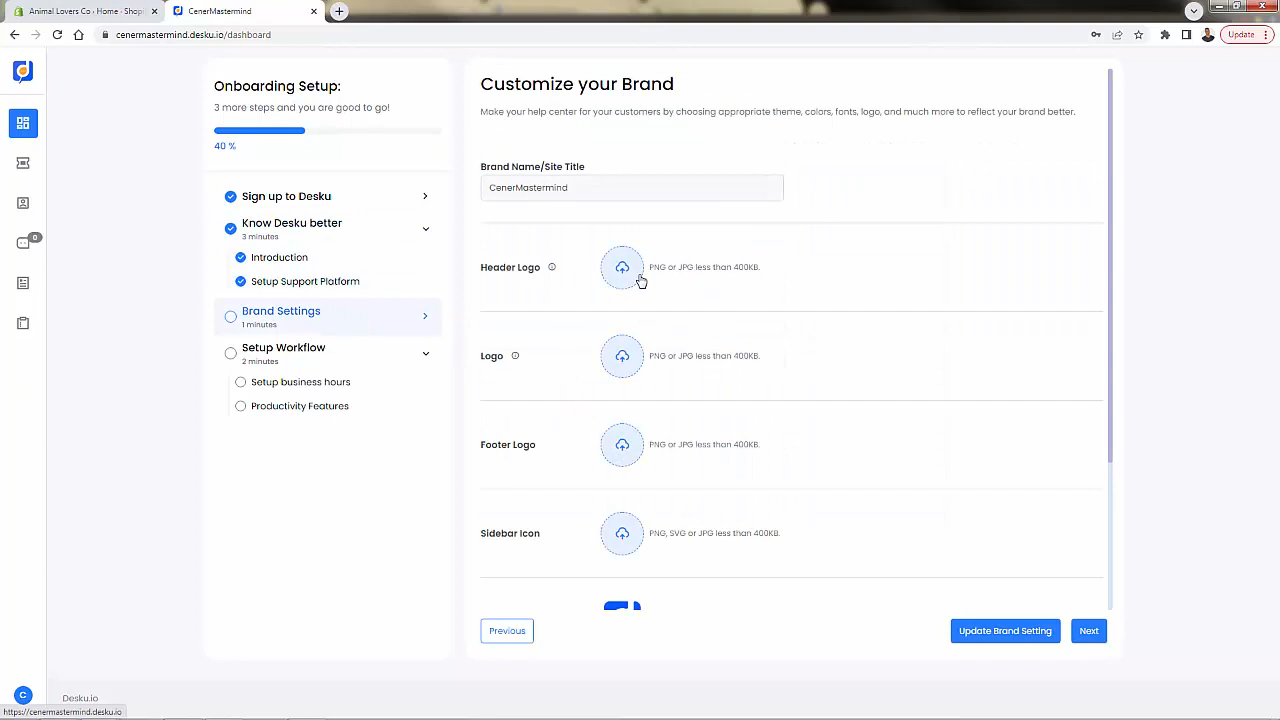 Animal Lovers Co · Home · Shopi
CenerMastermind
cenermastermind.desku.io/dashboard
Update
Onboarding Setup:
3 more steps and you are good to go!
40 %
Sign up to Desku
Know Desku better
3 minutes
Introduction
Setup Support Platform
Brand Settings
1 minutes
Setup Workflow
2 minutes
Setup business hours
Productivity Features
0
C
Customize your Brand
Make your help center for your customers by choosing appropriate theme, colors, fonts, logo, and much more to reflect your brand better.
Brand Name/Site Title
CenerMastermind
Header Logo
PNG or JPG less than 400KB.
Logo
PNG or JPG less than 400KB.
Footer Logo
PNG or JPG less than 400KB.
Sidebar Icon
PNG, SVG or JPG less than 400KB.
Previous
Update Brand Setting
Next
Desku.io
https://cenermastermind.desku.io